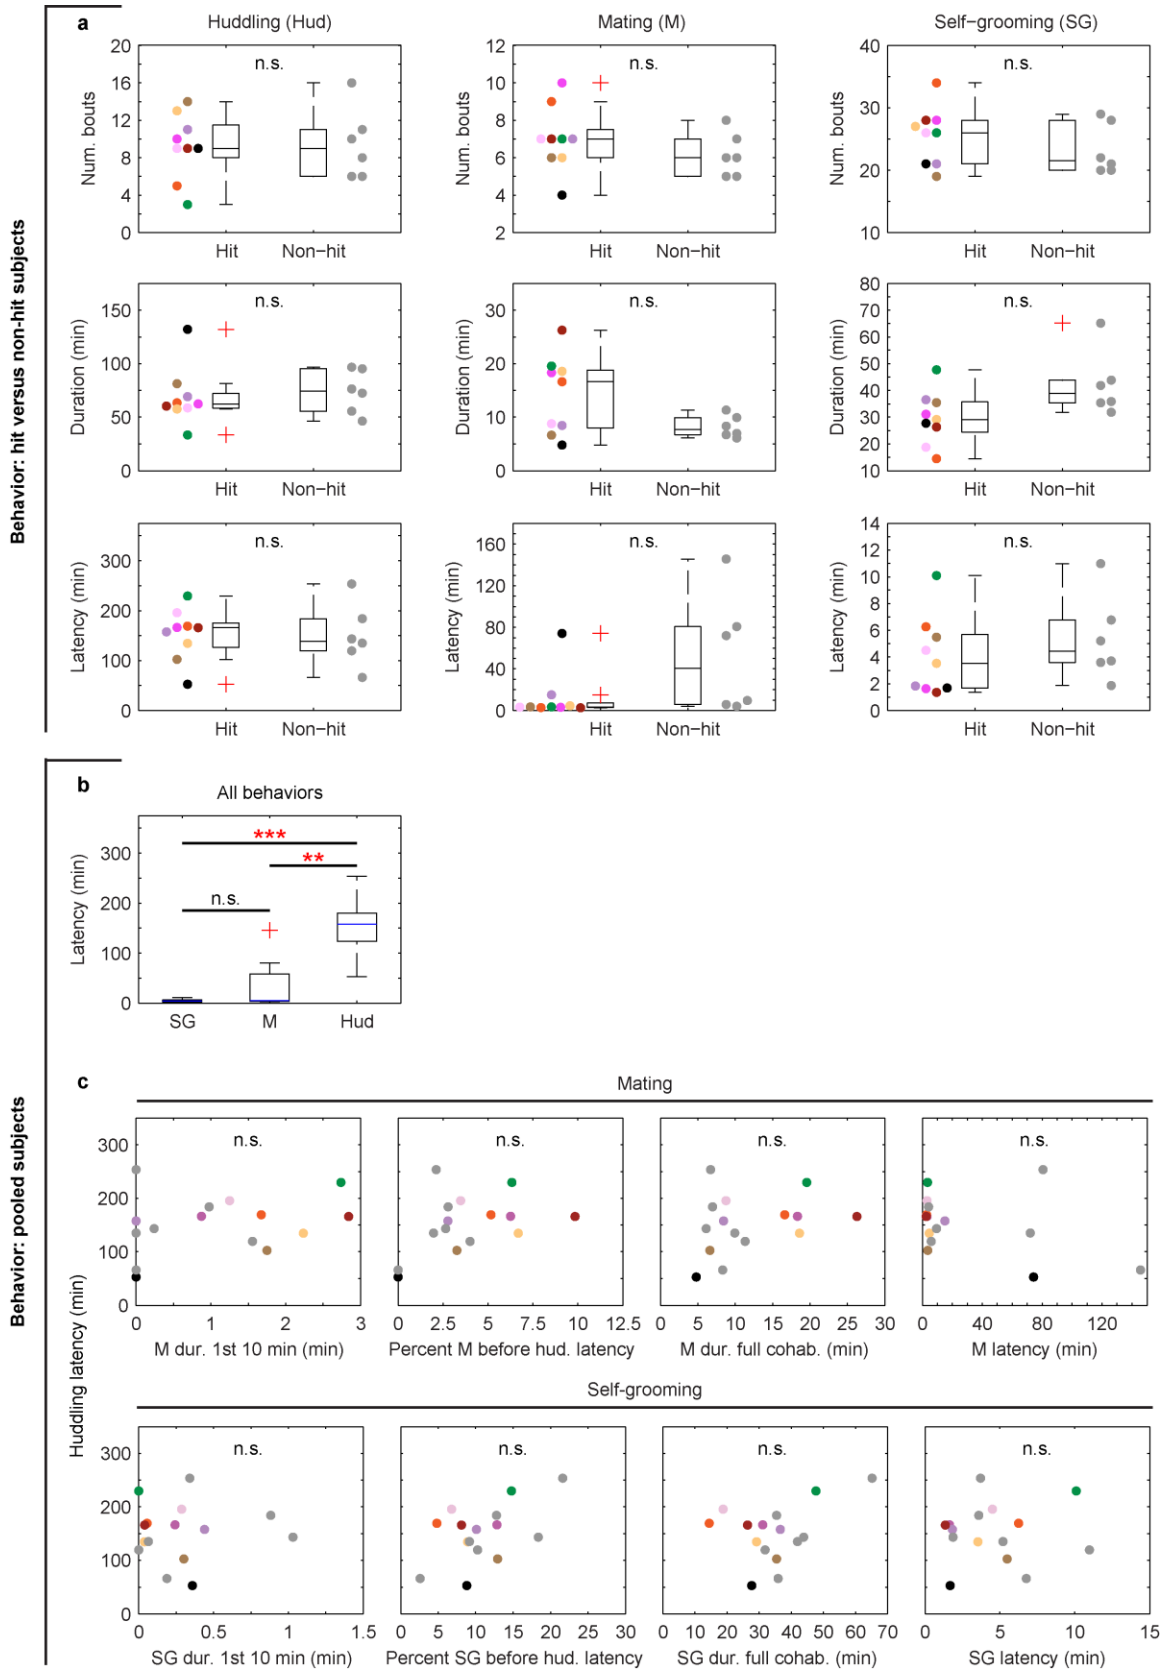 Behavior: hit versus non-hit subjects
a
Huddling (Hud)
Mating (M)
Self-grooming (SG)
Num. bouts
20
16
12
8
4
0
n.s.
Hit
Non-hit
Num. bouts
12
10
8
6
4
2
n.s.
Hit
Non-hit
Num. bouts
40
30
20
10
n.s.
Hit
Non-hit
Duration (min)
150
100
50
0
n.s.
Hit
Non-hit
Duration (min)
30
20
10
0
n.s.
Hit
Non-hit
Duration (min)
80
70
60
50
40
30
20
10
n.s.
Hit
Non-hit
Latency (min)
300
200
100
0
n.s.
Hit
Non-hit
Latency (min)
160
120
80
40
0
n.s.
Hit
Non-hit
Latency (min)
14
12
10
8
6
4
2
0
n.s.
Hit
Non-hit
Behavior: pooled subjects
b
All behaviors
Latency (min)
300
200
100
0
***
**
n.s.
SG M Hud
c
Mating
Huddling latency (min)
300
200
100
0
n.s.
0 1 2 3
M dur. 1st 10 min (min)
n.s.
0 2.5 5 7.5 10 12.5
Percent M before hud. latency
n.s.
0 5 10 15 20 25 30
M dur. full cohab. (min)
n.s.
0 40 80 120
M latency (min)
Self-grooming
300
200
100
0
n.s.
0 0.5 1 1.5
SG dur. 1st 10 min (min)
n.s.
0 5 10 15 20 25 30
Percent SG before hud. latency
n.s.
0 10 20 30 40 50 60 70
SG dur. full cohab. (min)
n.s.
0 5 10 15
SG latency (min)